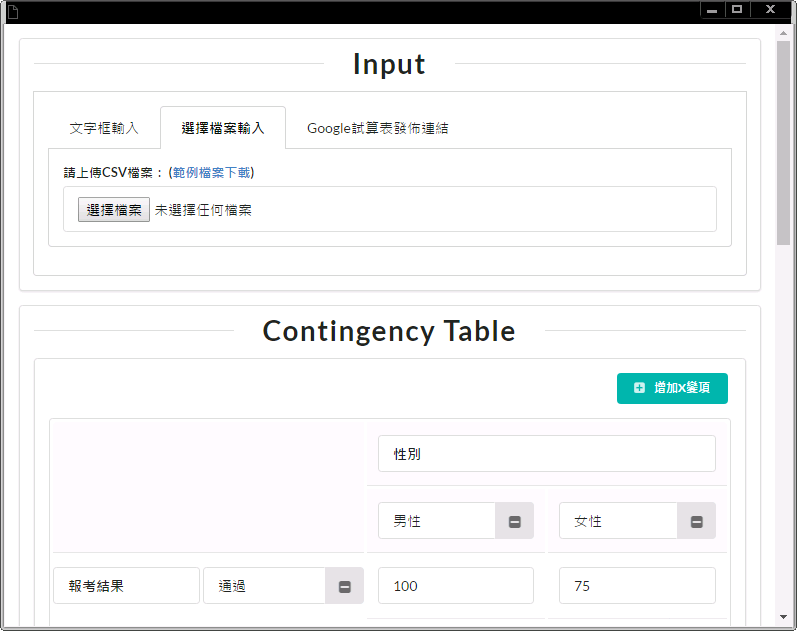 Input
文字框輸入
選擇檔案輸入
Google試算表發佈連結
請上傳CSV檔案： (範例檔案下載)
選擇檔案 未選擇任何檔案
Contingency Table
增加X變項
性別
男性
女性
報考結果
通過
100
75